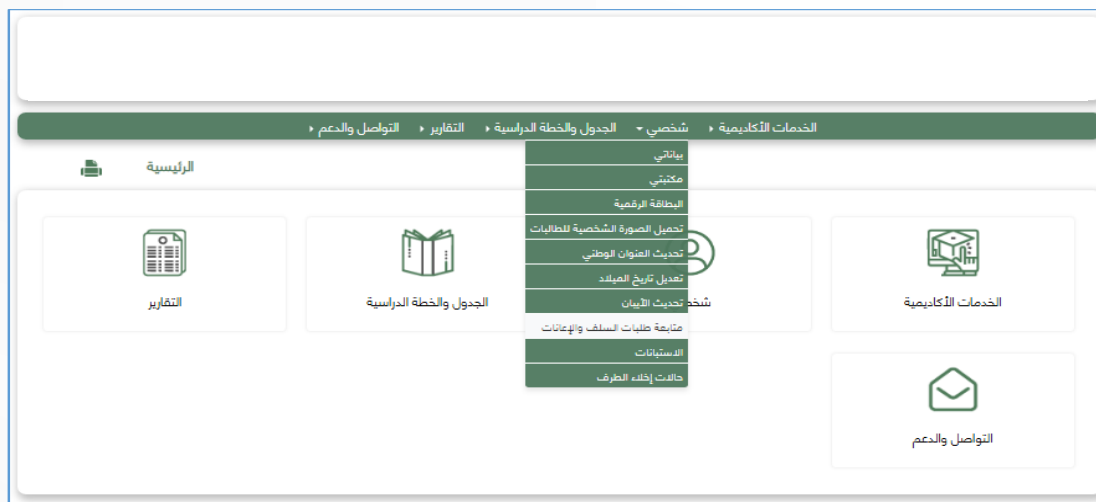 الخدمات الأكاديمية
شخصي
الجدول والخطة الدراسية
التقارير
التواصل والدعم
الرئيسية
بياناتي
مكتبتي
البطاقة الرقمية
تحميل الصورة الشخصية للطالبات
تحديث العنوان الوطني
تعديل تاريخ الميلاد
تحديث الآيبان
متابعة طلبات السلف والإعانات
الاستبانات
حالات إخلاء الطرف
الخدمات الأكاديمية
شخص
الجدول والخطة الدراسية
التقارير
التواصل والدعم